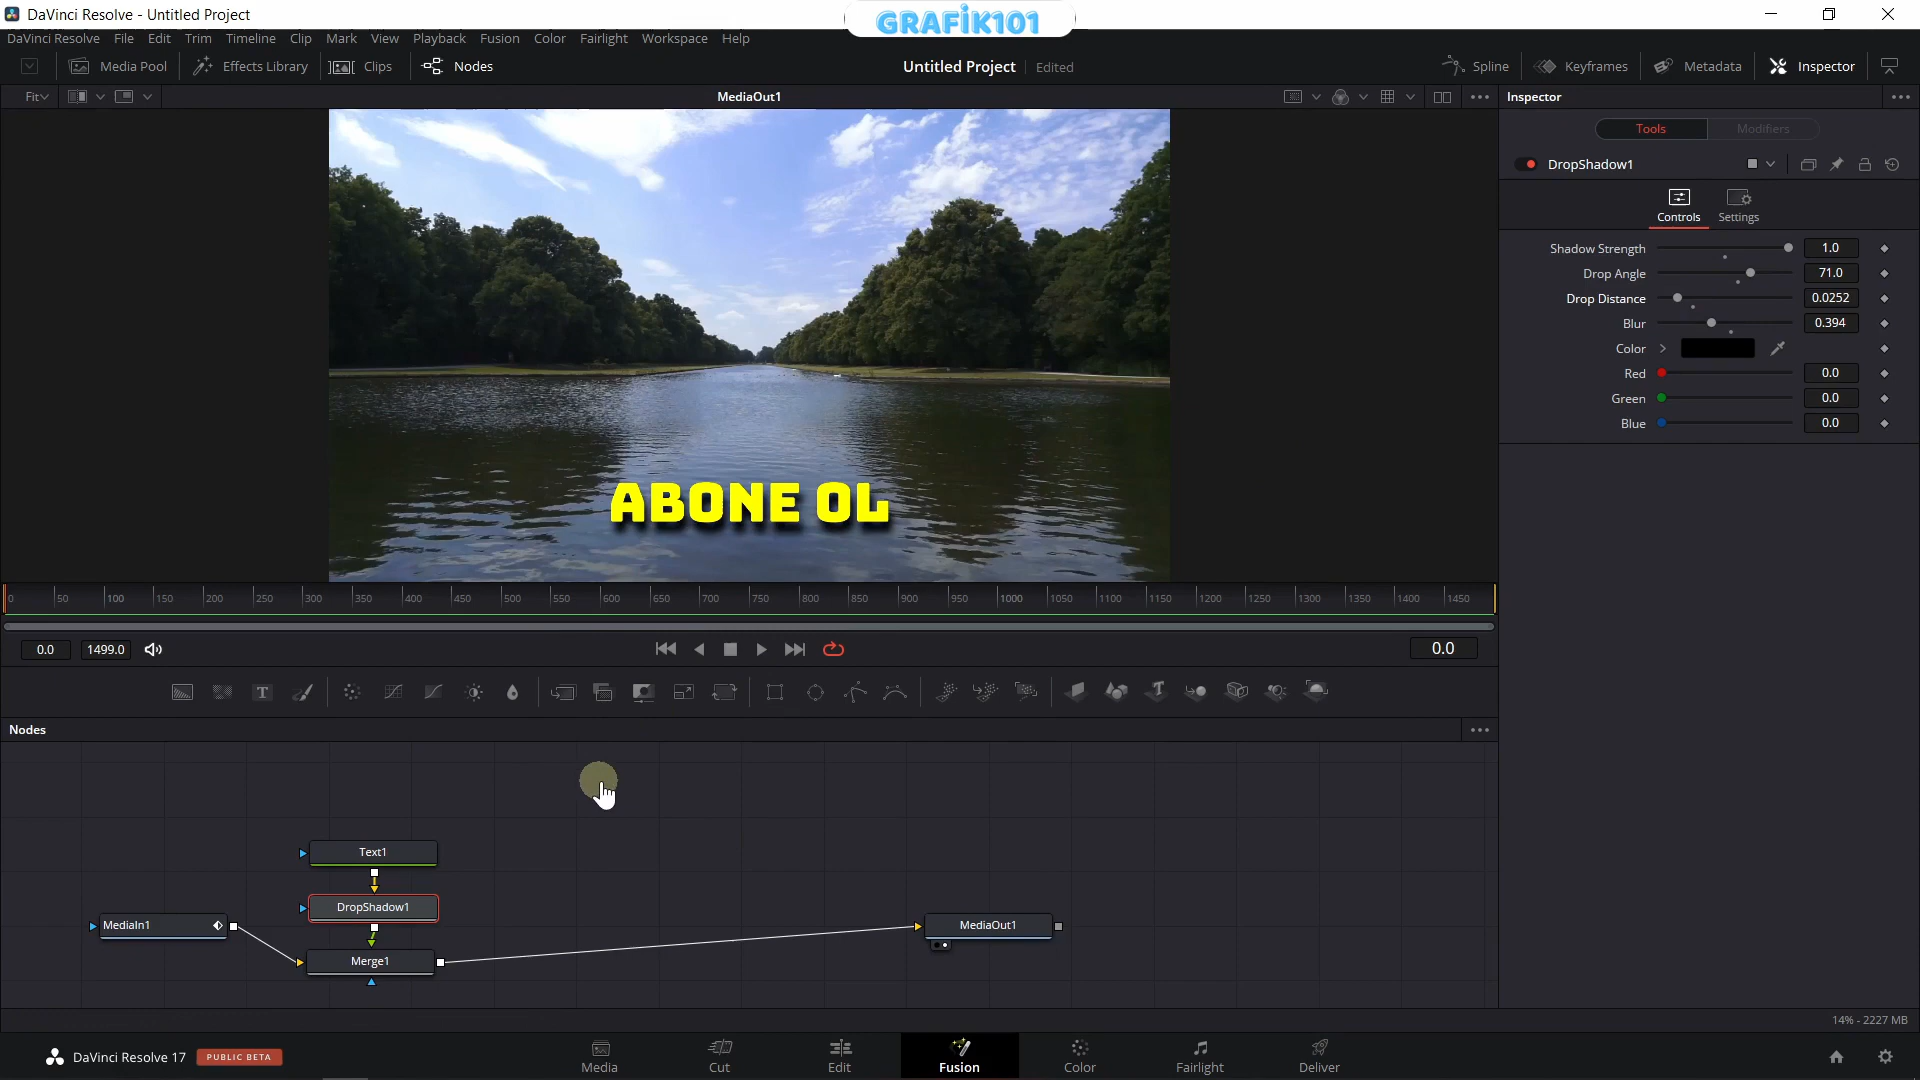 DaVinci Resolve - Untitled Project
GRAFİK101
DaVinci Resolve File Edit Trim Timeline Clip Mark View Playback Fusion Color Fairlight Workspace Help
Media Pool Effects Library Clips Nodes Untitled Project Edited Spline Keyframes Metadata Inspector
Fit MediaOut1 Inspector
Tools Modifiers
DropShadow1
Controls Settings
Shadow Strength 1.0
Drop Angle 71.0
Drop Distance 0.0252
Blur 0.394
Color
Red 0.0
Green 0.0
Blue 0.0
ABONE OL
0 50 100 150 200 250 300 350 400 450 500 550 600 650 700 750 800 850 900 950 1000 1050 1100 1150 1200 1250 1300 1350 1400 1450
0.0 1499.0 0.0
T
Nodes
Text1
DropShadow1
MediaIn1 MediaOut1
Merge1
14% - 2227 MB
DaVinci Resolve 17 PUBLIC BETA
Media Cut Edit Fusion Color Fairlight Deliver